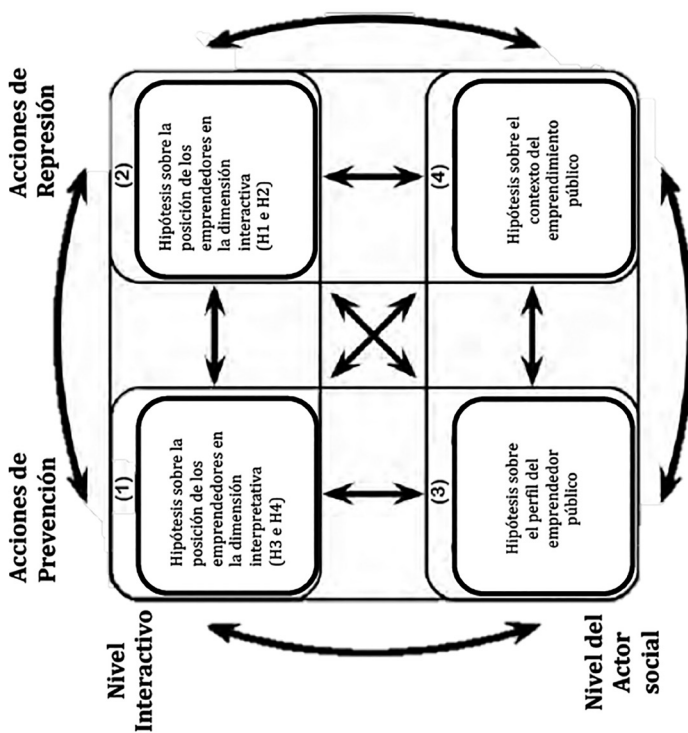 Acciones de
Prevención
Acciones de
Represión
Nivel
Interactivo
(1)
Hipótesis sobre la
posición de los
emprendedores en
la dimensión
interpretativa
(H3 e H4)
(2)
Hipótesis sobre la
posición de los
emprendedores en
la dimensión
interactiva
(H1 e H2)
Nivel del
Actor
social
(3)
Hipótesis sobre
el perfil del
emprendedor
público
(4)
Hipótesis sobre el
contexto del
emprendimiento
público